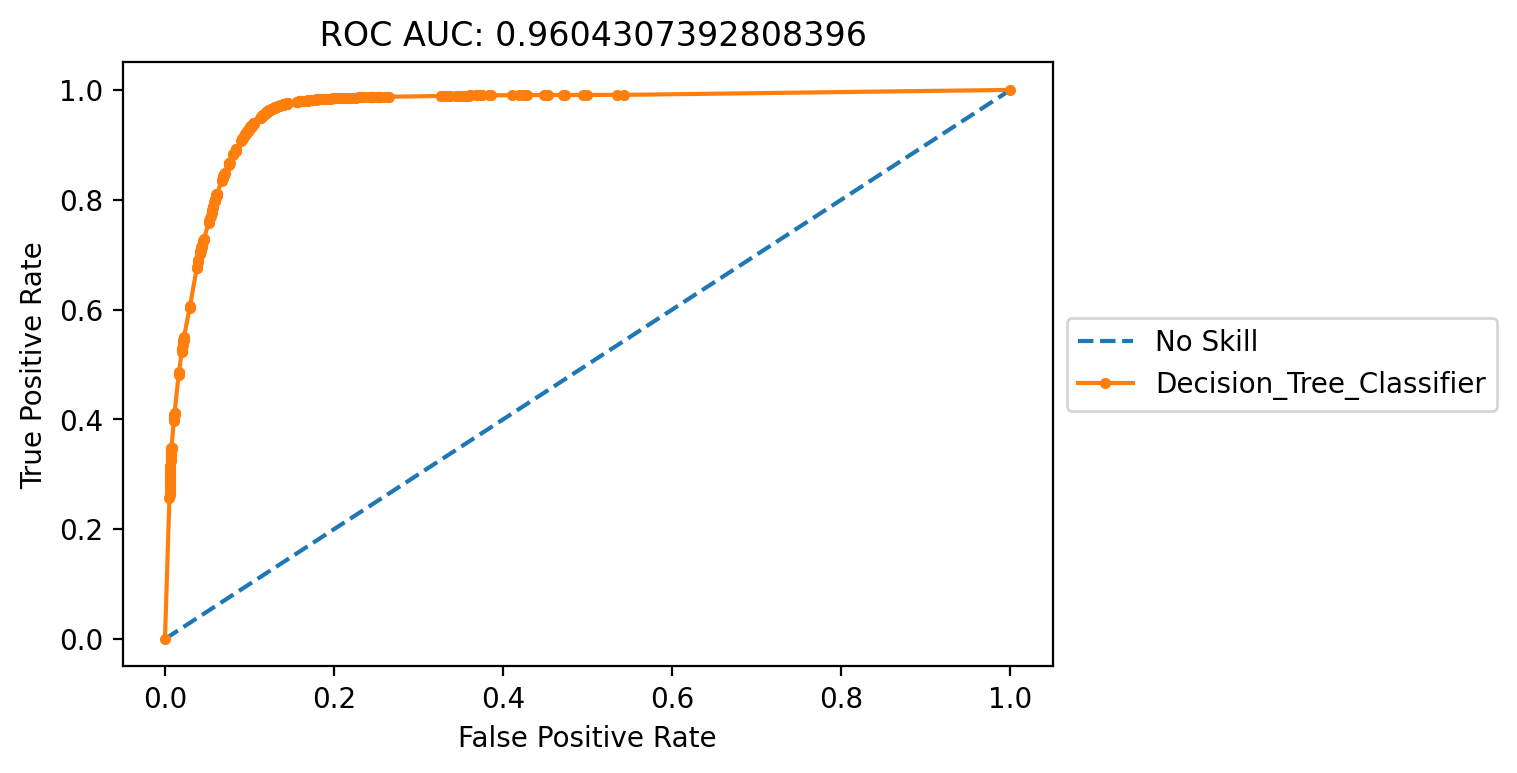 ROC AUC: 0.9604307392808396
1.0
0.8
0.6
0.4
0.2
0.0
True Positive Rate
0.0 0.2 0.4 0.6 0.8 1.0
False Positive Rate
No Skill
Decision_Tree_Classifier